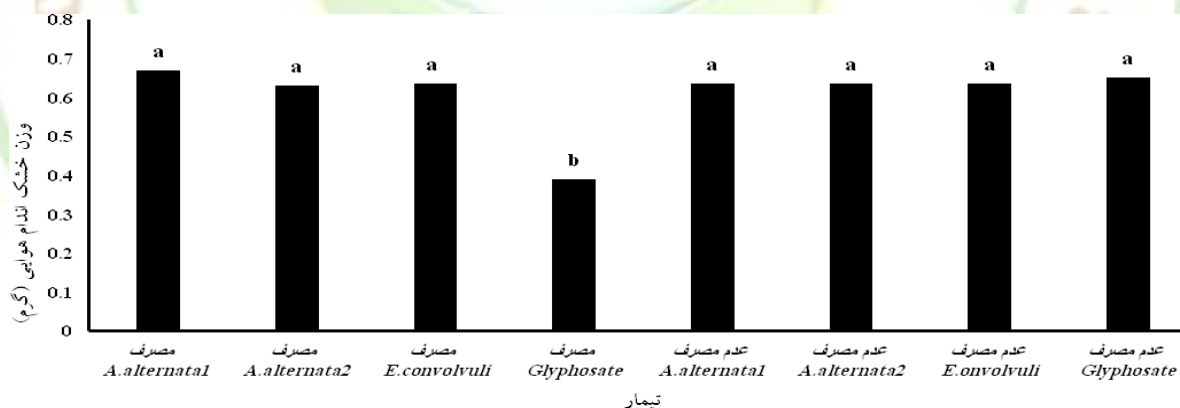 وزن خشک اندام هوایی (گرم)
0.8
0.7
0.6
0.5
0.4
0.3
0.2
0.1
0
a
a
a
b
a
a
a
a
مصرف
A.alternata1
مصرف
A.alternata2
مصرف
E.convolvuli
مصرف
Glyphosate
عدم مصرف
A.alternata1
عدم مصرف
A.alternata2
عدم مصرف
E.onvolvuli
عدم مصرف
Glyphosate
تیمار